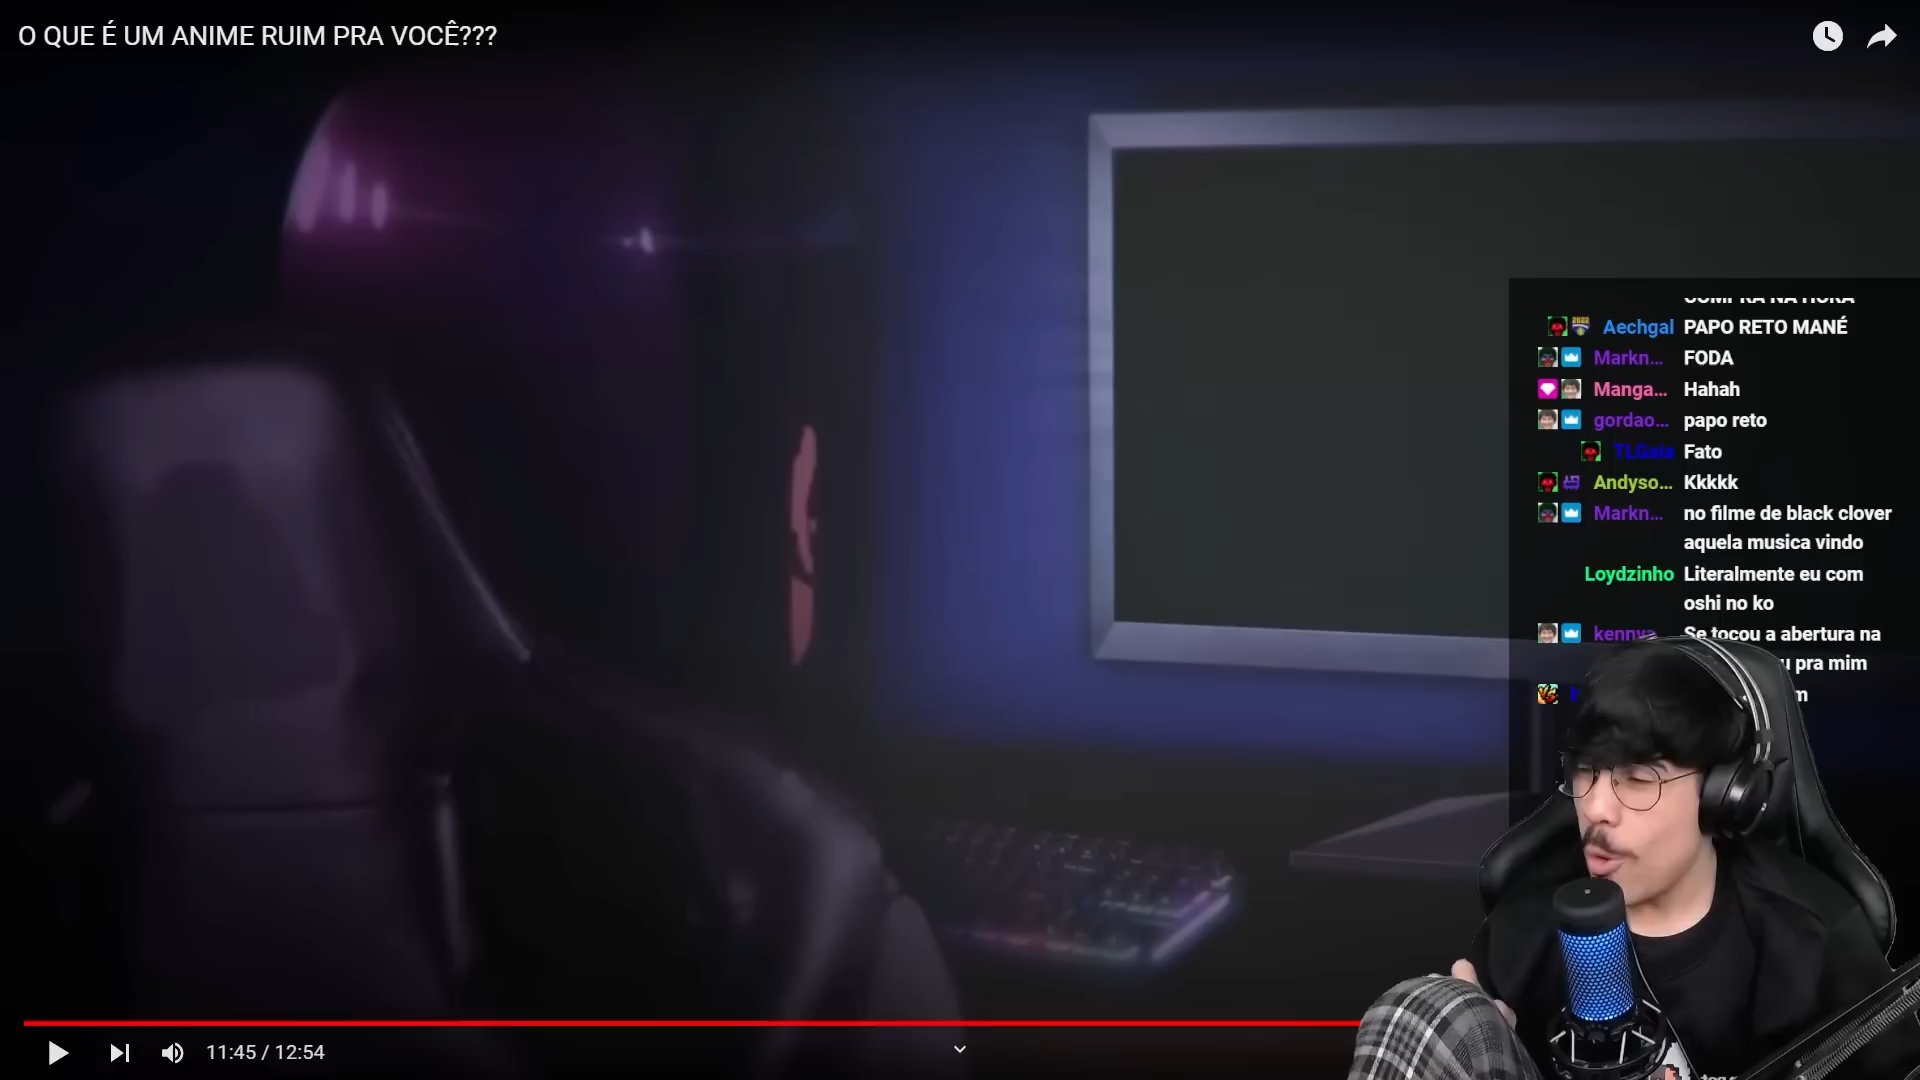 O QUE É UM ANIME RUIM PRA VOCÊ???
Aechgal PAPO RETO MANÉ
Markn... FODA
Manga... Hahah
gordao... papo reto
TLGaia Fato
Andyso... Kkkkk
Markn... no filme de black clover
aquela musica vindo
Loydzinho Literalmente eu com
oshi no ko
kennya Se tocou a abertura na
u pra mim
m
11:45 / 12:54